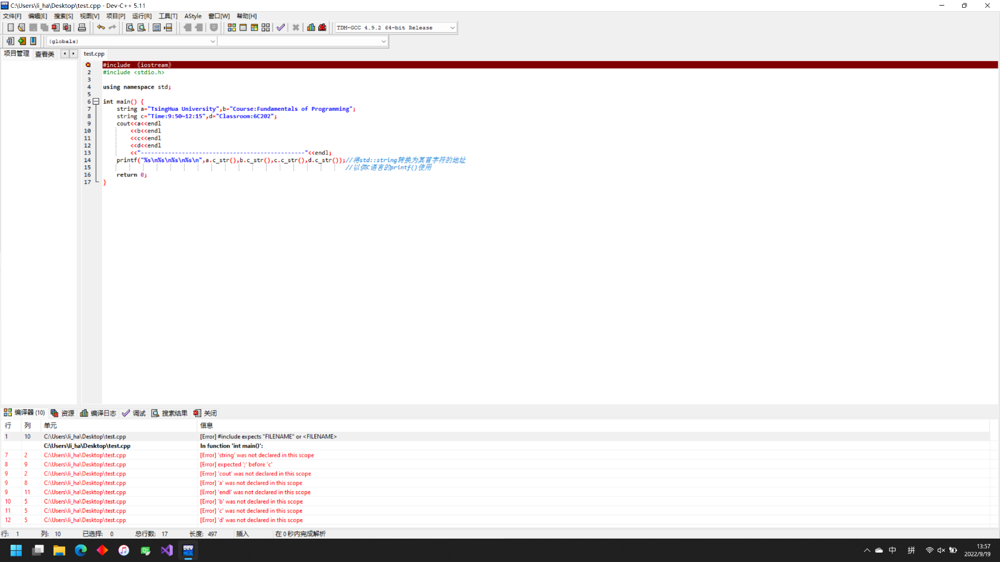 C:\Users\li_ha\Desktop\test.cpp - Dev-C++ 5.11
文件[F] 编辑[E] 搜索[S] 视图[V] 项目[P] 运行[R] 工具[T] AStyle 窗口[W] 帮助[H]
TDM-GCC 4.9.2 64-bit Release
(globals)
项目管理 查看类 test.cpp
#include 《iostream》
2 #include <stdio.h>
3
4 using namespace std;
5
6 int main() {
7 string a="TsingHua University",b="Course:Fundamentals of Programming";
8 string c="Time:9:50~12:15",d="Classroom:6C202";
9 cout<<a<<endl
10 <<b<<endl
11 <<c<<endl
12 <<d<<endl
13 <<"------------------------------------------------"<<endl;
14 printf("%s\n%s\n%s\n%s\n",a.c_str(),b.c_str(),c.c_str(),d.c_str());//将std::string转换为其首字符的地址
15 //以供C语言的printf()使用
16 return 0;
17 }
编译器 (10) 资源 编译日志 调试 搜索结果 关闭
行 列 单元 信息
1 10 C:\Users\li_ha\Desktop\test.cpp [Error] #include expects "FILENAME" or <FILENAME>
C:\Users\li_ha\Desktop\test.cpp In function 'int main()':
7 2 C:\Users\li_ha\Desktop\test.cpp [Error] 'string' was not declared in this scope
8 9 C:\Users\li_ha\Desktop\test.cpp [Error] expected ';' before 'c'
9 2 C:\Users\li_ha\Desktop\test.cpp [Error] 'cout' was not declared in this scope
9 8 C:\Users\li_ha\Desktop\test.cpp [Error] 'a' was not declared in this scope
9 11 C:\Users\li_ha\Desktop\test.cpp [Error] 'endl' was not declared in this scope
10 5 C:\Users\li_ha\Desktop\test.cpp [Error] 'b' was not declared in this scope
11 5 C:\Users\li_ha\Desktop\test.cpp [Error] 'c' was not declared in this scope
12 5 C:\Users\li_ha\Desktop\test.cpp [Error] 'd' was not declared in this scope
行: 1 列: 10 已选择: 0 总行数: 17 长度: 497 插入 在 0 秒内完成解析
DEV
中 拼 13:57
2022/9/19